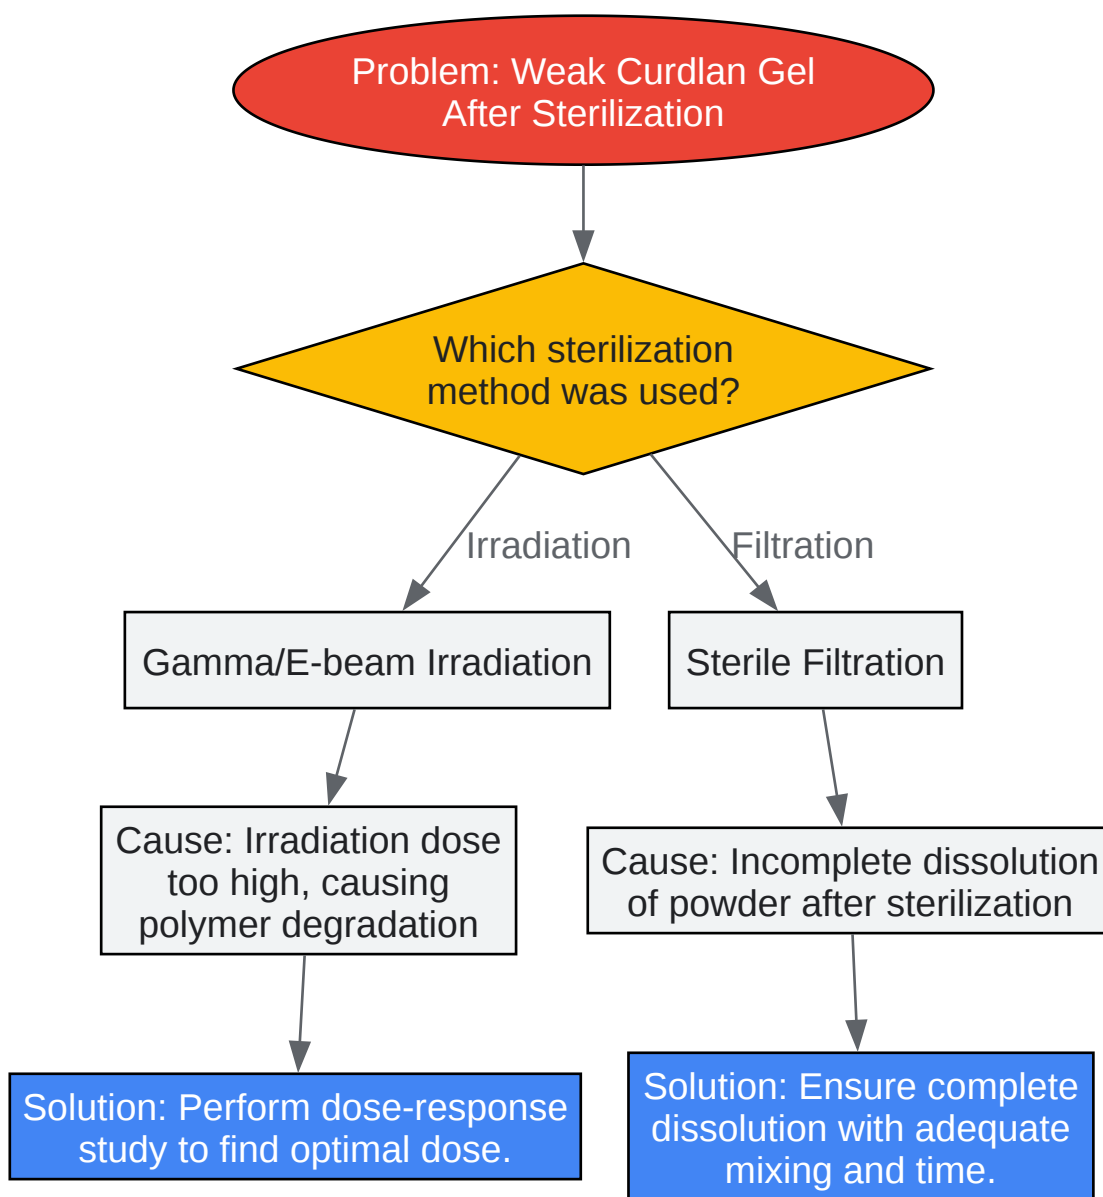 Problem: Weak Curdlan Gel
After Sterilization
Which sterilization
method was used?
Irradiation
Filtration
Gamma/E-beam Irradiation
Sterile Filtration
Cause: Irradiation dose
too high, causing
polymer degradation
Cause: Incomplete dissolution
of powder after sterilization
Solution: Perform dose-response
study to find optimal dose.
Solution: Ensure complete
dissolution with adequate
mixing and time.